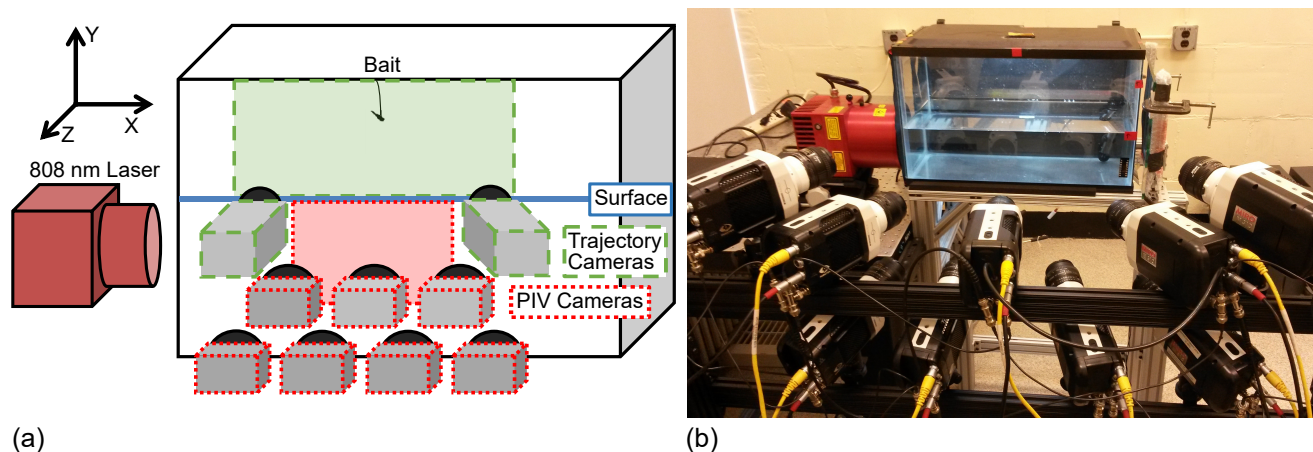 Y
X
Z
Bait
808 nm Laser
Surface
Trajectory
Cameras
PIV Cameras
(a)
(b)